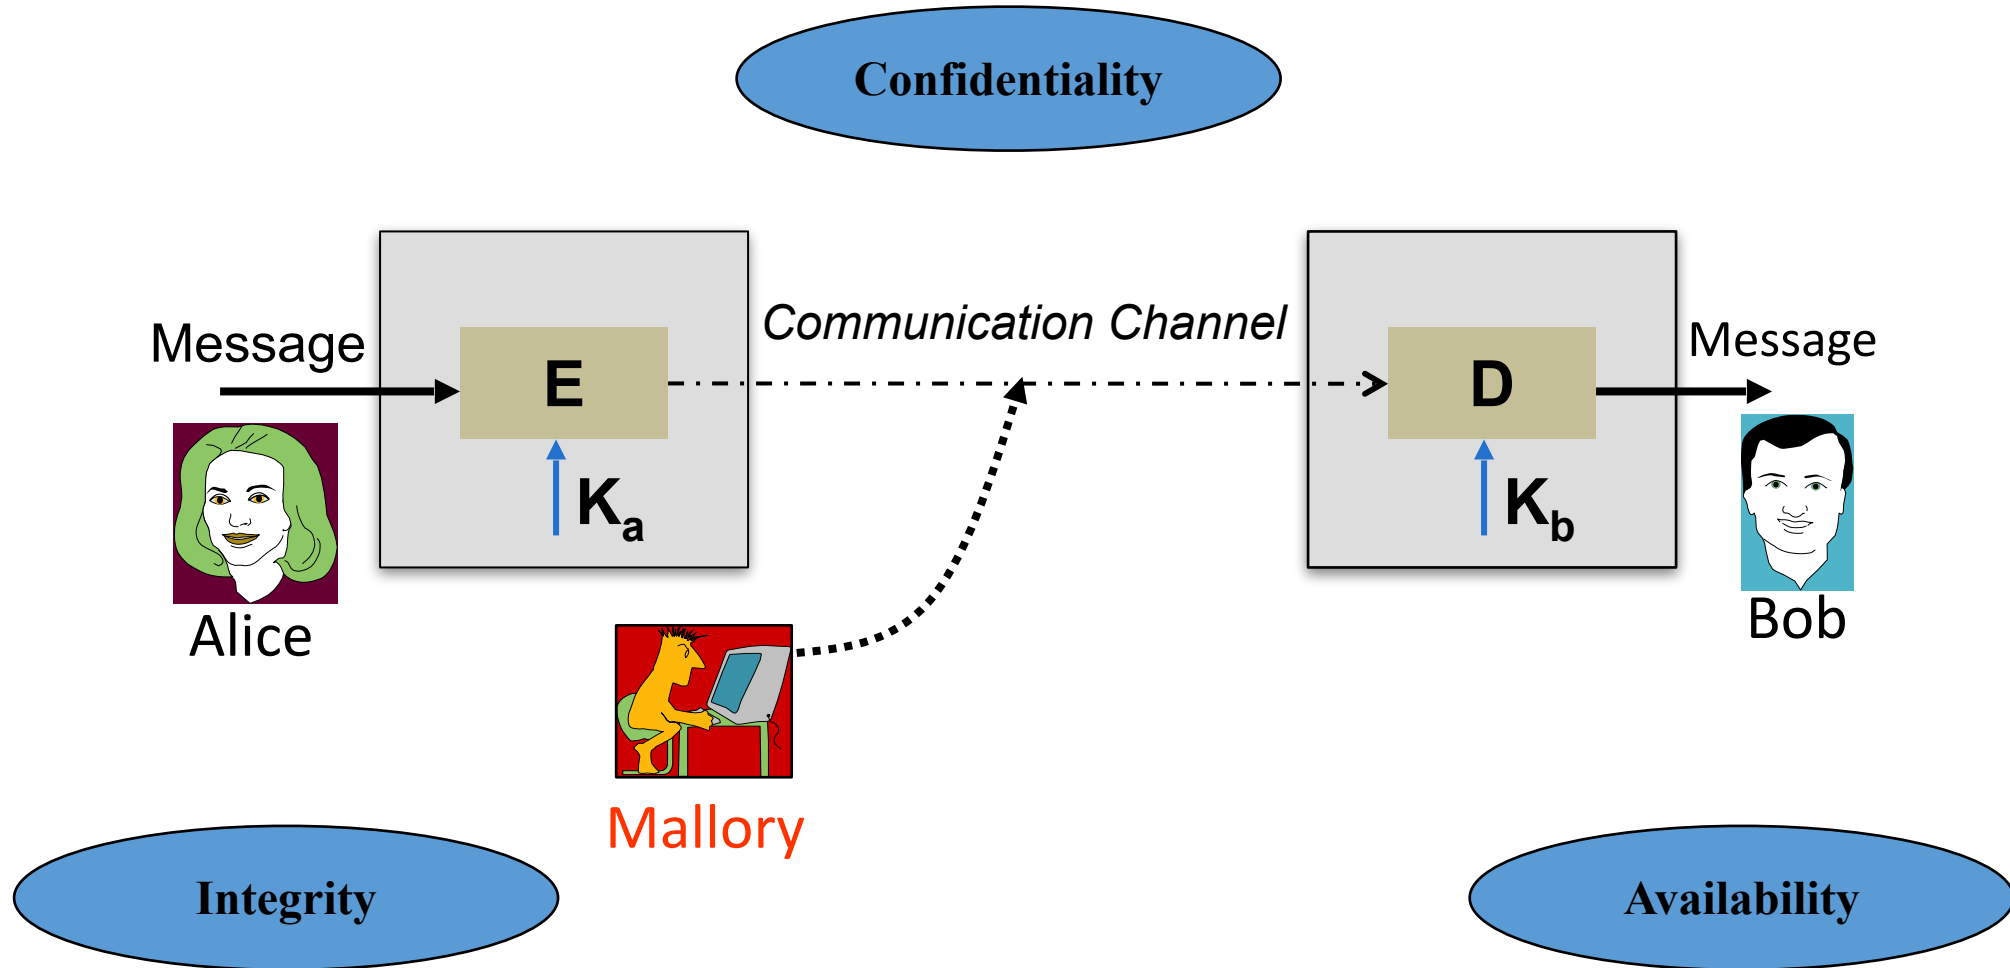 Confidentiality
Communication Channel
Message
Message
E
D
Ka
Kb
Alice
Bob
Mallory
Integrity
Availability